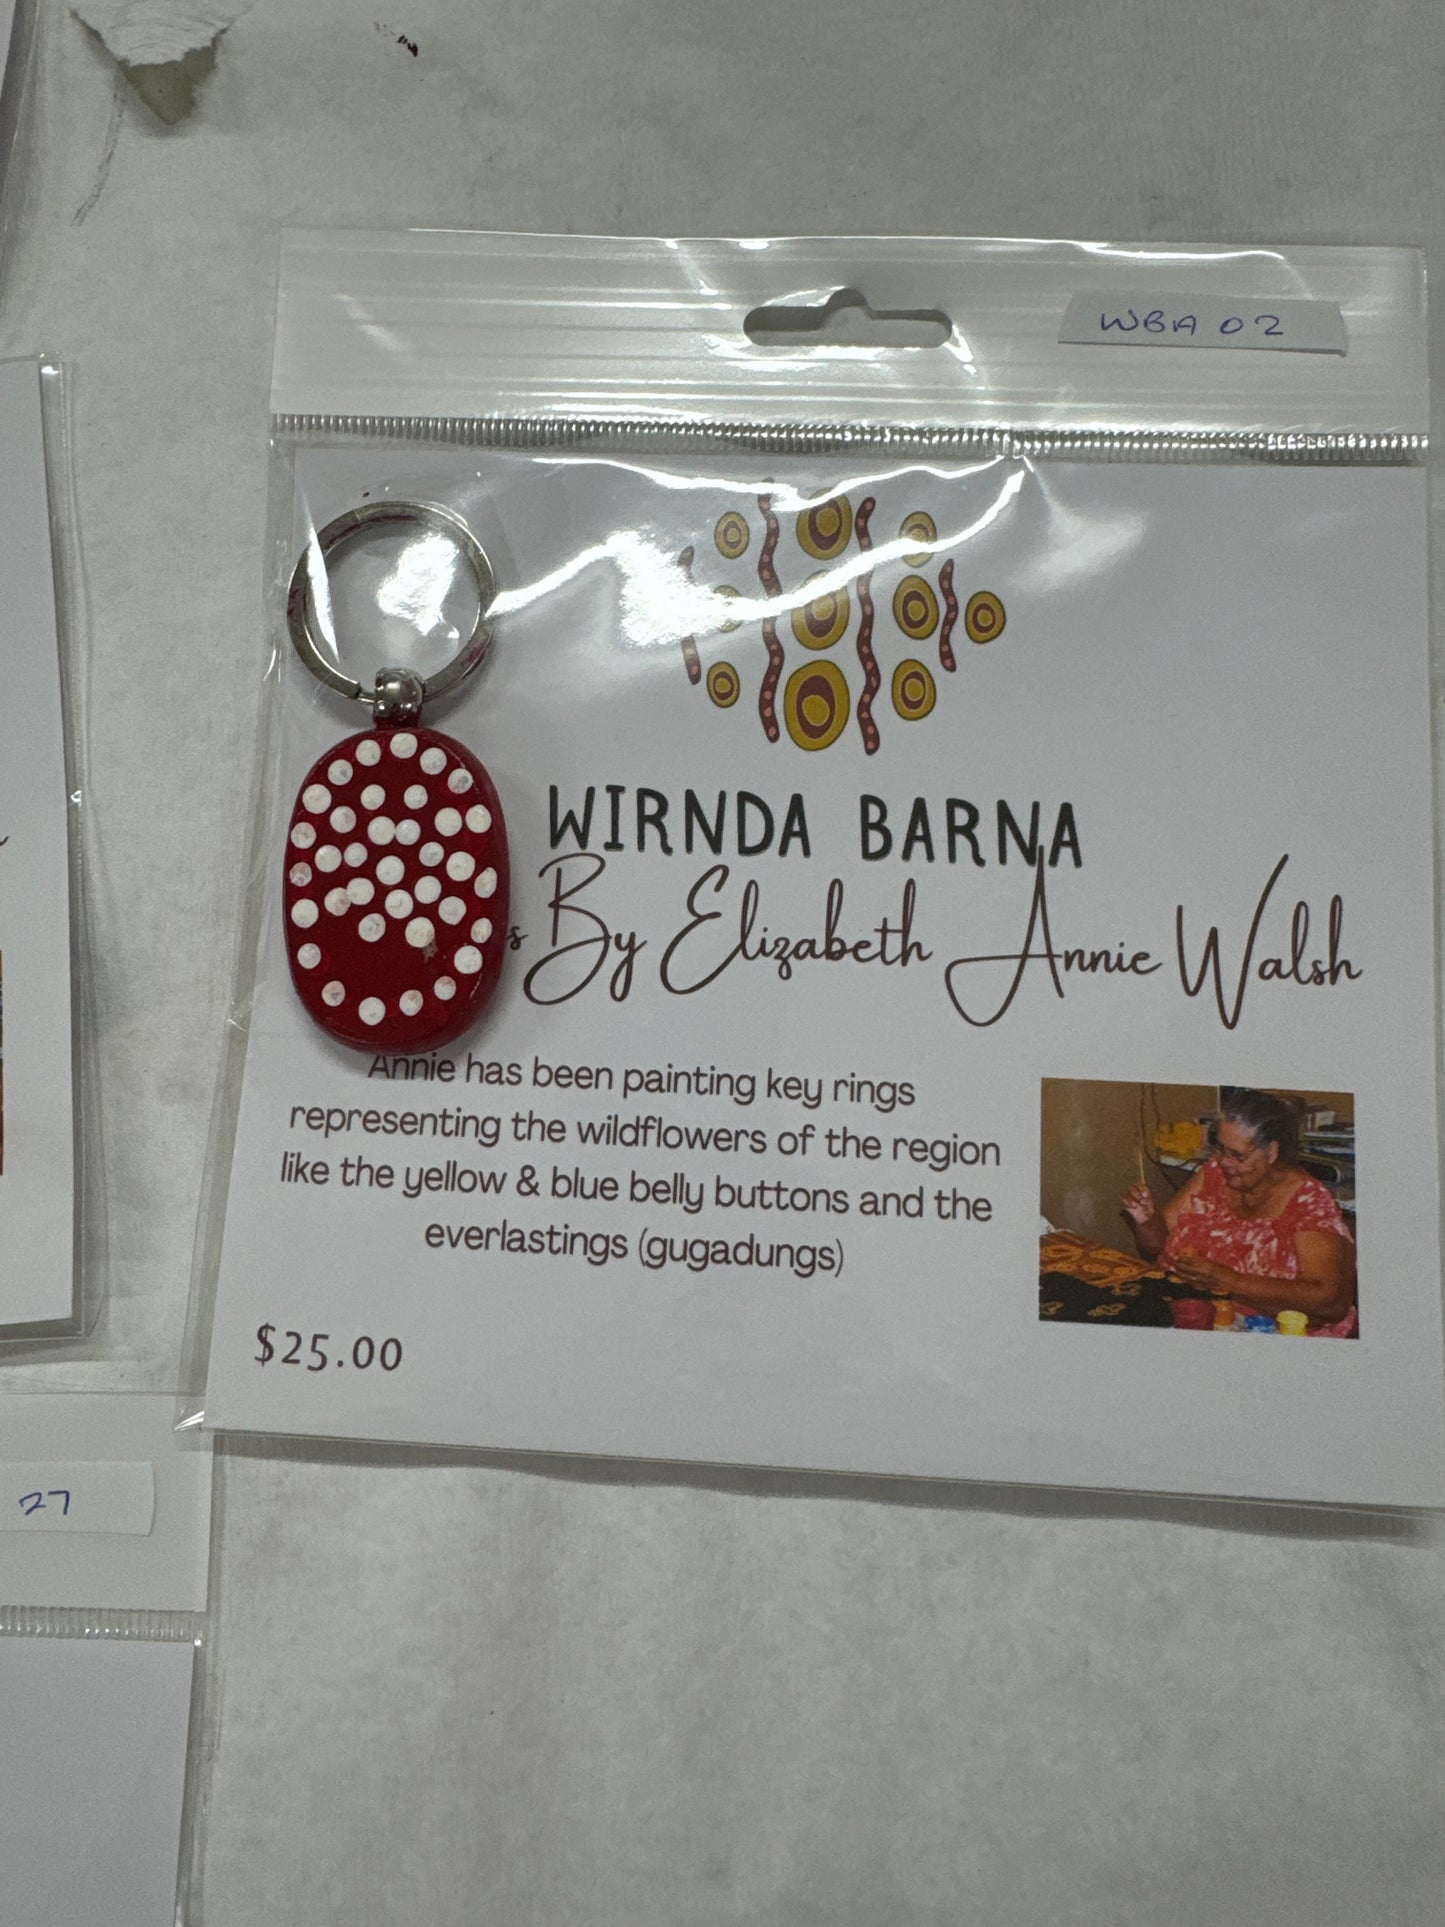 WBA 02
WIRNDA BARNA
s By Elizabeth Annie Walsh
Annie has been painting key rings
representing the wildflowers of the region
like the yellow & blue belly buttons and the
everlastings (gugadungs)
$25.00
27